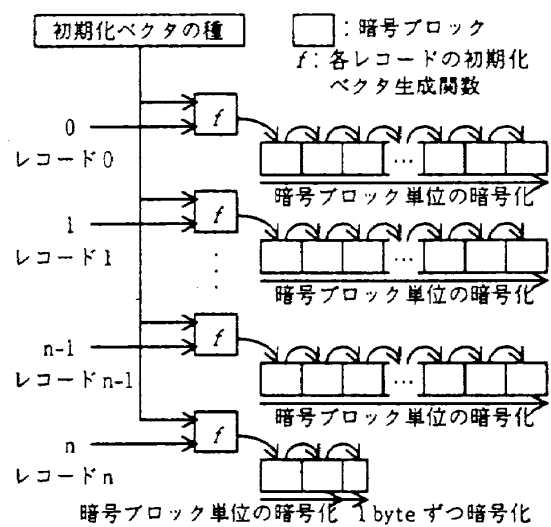 初期化ベクタの種
：暗号ブロック
f：各レコードの初期化
ベクタ生成関数
f
0
レコード0
…
暗号ブロック単位の暗号化
f
1
レコード1
…
暗号ブロック単位の暗号化
f
n-1
レコードn-1
…
暗号ブロック単位の暗号化
f
n
レコードn
暗号ブロック単位の暗号化 1byteずつ暗号化